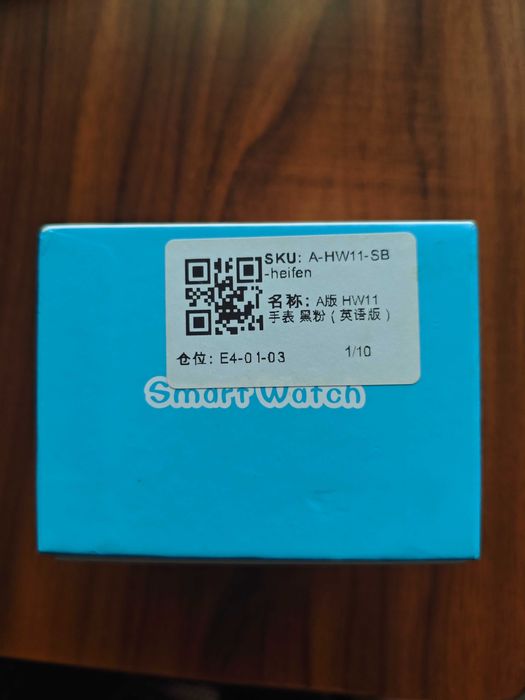 SKU: A-HW11-SB
-heifen
名称: A版 HW11
手表 黑粉（英语版）
仓位: E4-01-03 1/10
Smart Watch